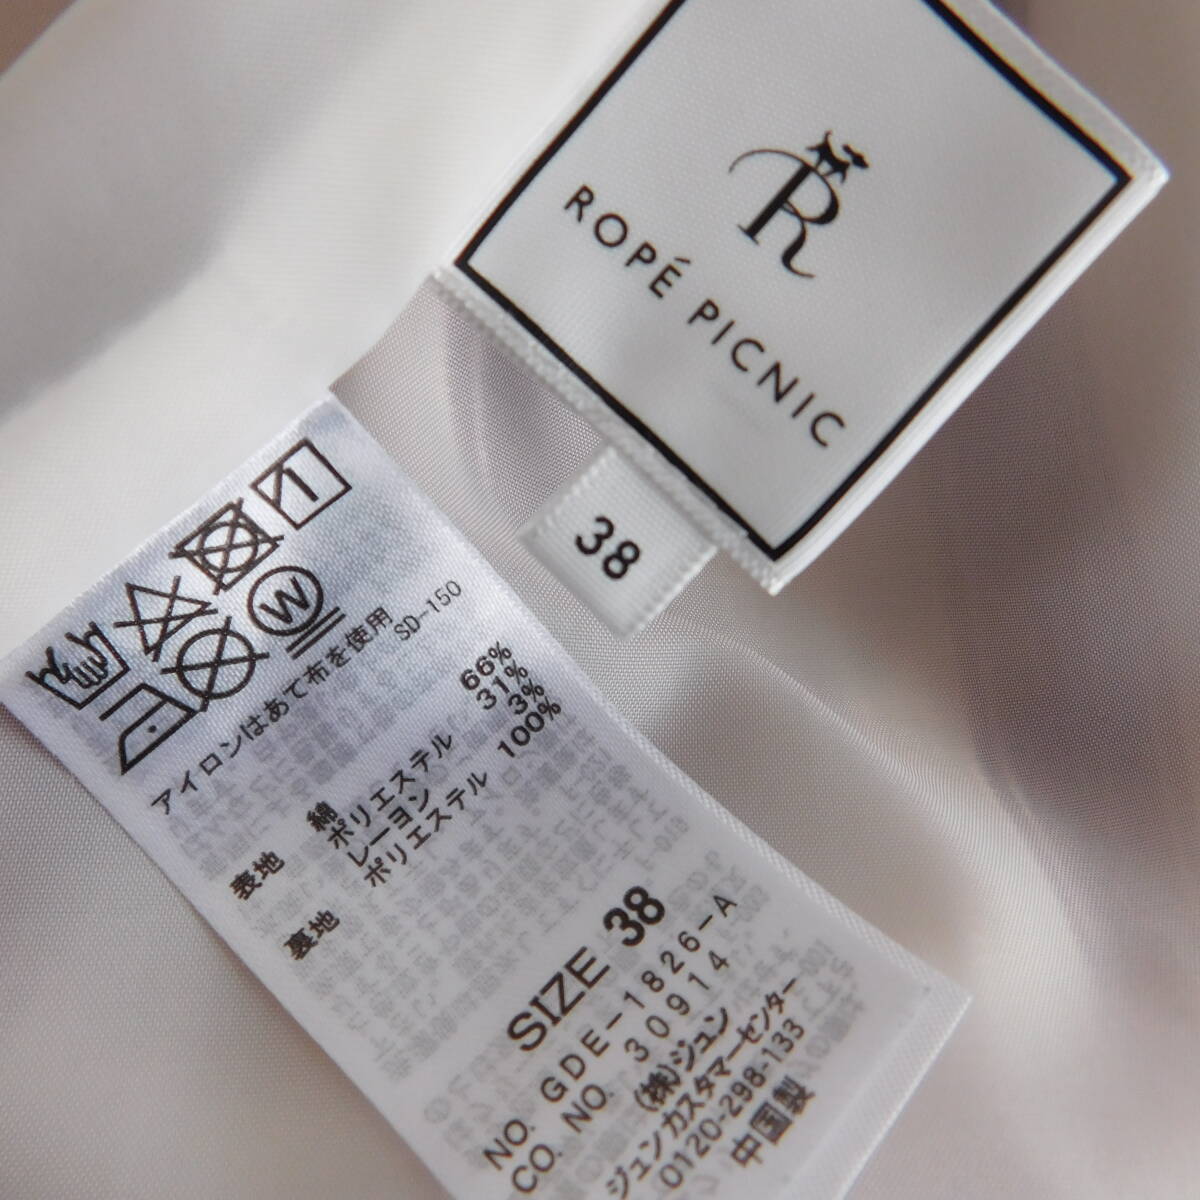 R
ROPÉ PICNIC
38
W
アイロンはあて布を使用
SD-150
表地 綿 66%
ポリエステル 31%
レーヨン 3%
裏地 ポリエステル 100%
SIZE 38
NO. GDE-1826-A
CO. NO. 30914
(株)ジュン
ジュン カスタマーセンター
0120-298-133
中国製